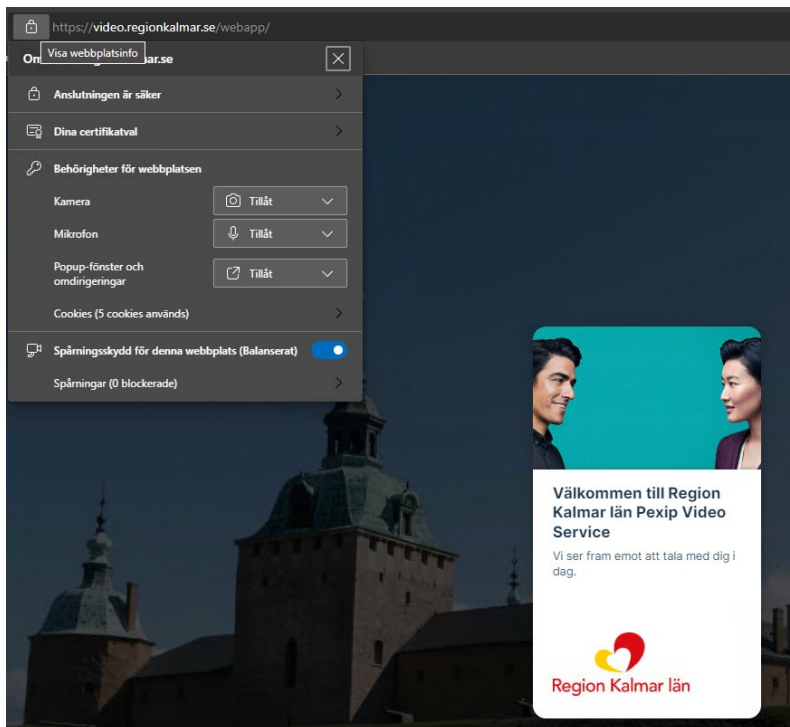 https://video.regionkalmar.se/webapp/
Visa webbplatsinfo
Om ar.se
Anslutningen är säker
Dina certifikatval
Behörigheter för webbplatsen
Kamera
Tillåt
Mikrofon
Tillåt
Popup-fönster och
omdirigeringar
Tillåt
Cookies (5 cookies används)
Spårningsskydd för denna webbplats (Balanserat)
Spårningar (0 blockerade)
Välkommen till Region
Kalmar län Pexip Video
Service
Vi ser fram emot att tala med dig i
dag.
Region Kalmar län